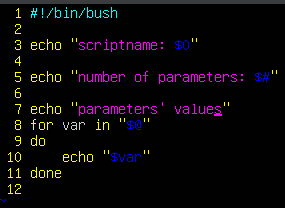 1 #!/bin/bush
2
3 echo "scriptname: $0"
4
5 echo "number of parameters: $#"
6
7 echo "parameters' values"
8 for var in "$@"
9 do
10     echo "$var"
11 done
12
~